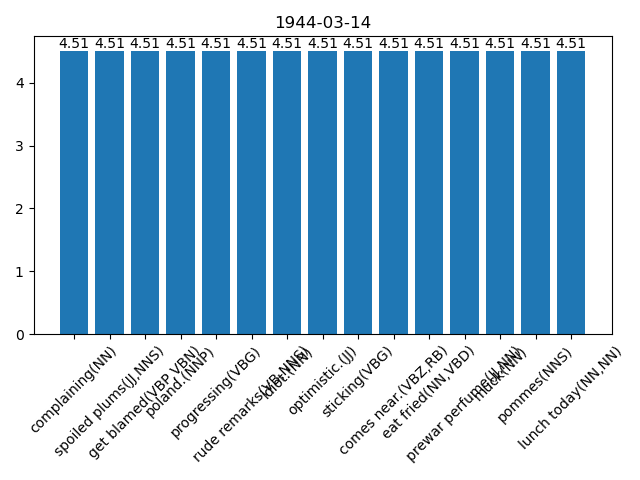 1944-03-14
4.51 4.51 4.51 4.51 4.51 4.51 4.51 4.51 4.51 4.51 4.51 4.51 4.51 4.51 4.51
4
3
2
1
0
complaining(NN)
spoiled plums(JJ,NNS)
get blamed(VBP VBN)
poland.(NNP)
progressing(VBG)
rude remarks(VB,NNS)
diet.(NN)
optimistic.(JJ)
sticking(VBG)
comes near.(VBZ,RB)
eat fried(NN,VBD)
prewar perfume(JJ,NN)
muck(NN)
pommes(NNS)
lunch today(NN,NN)